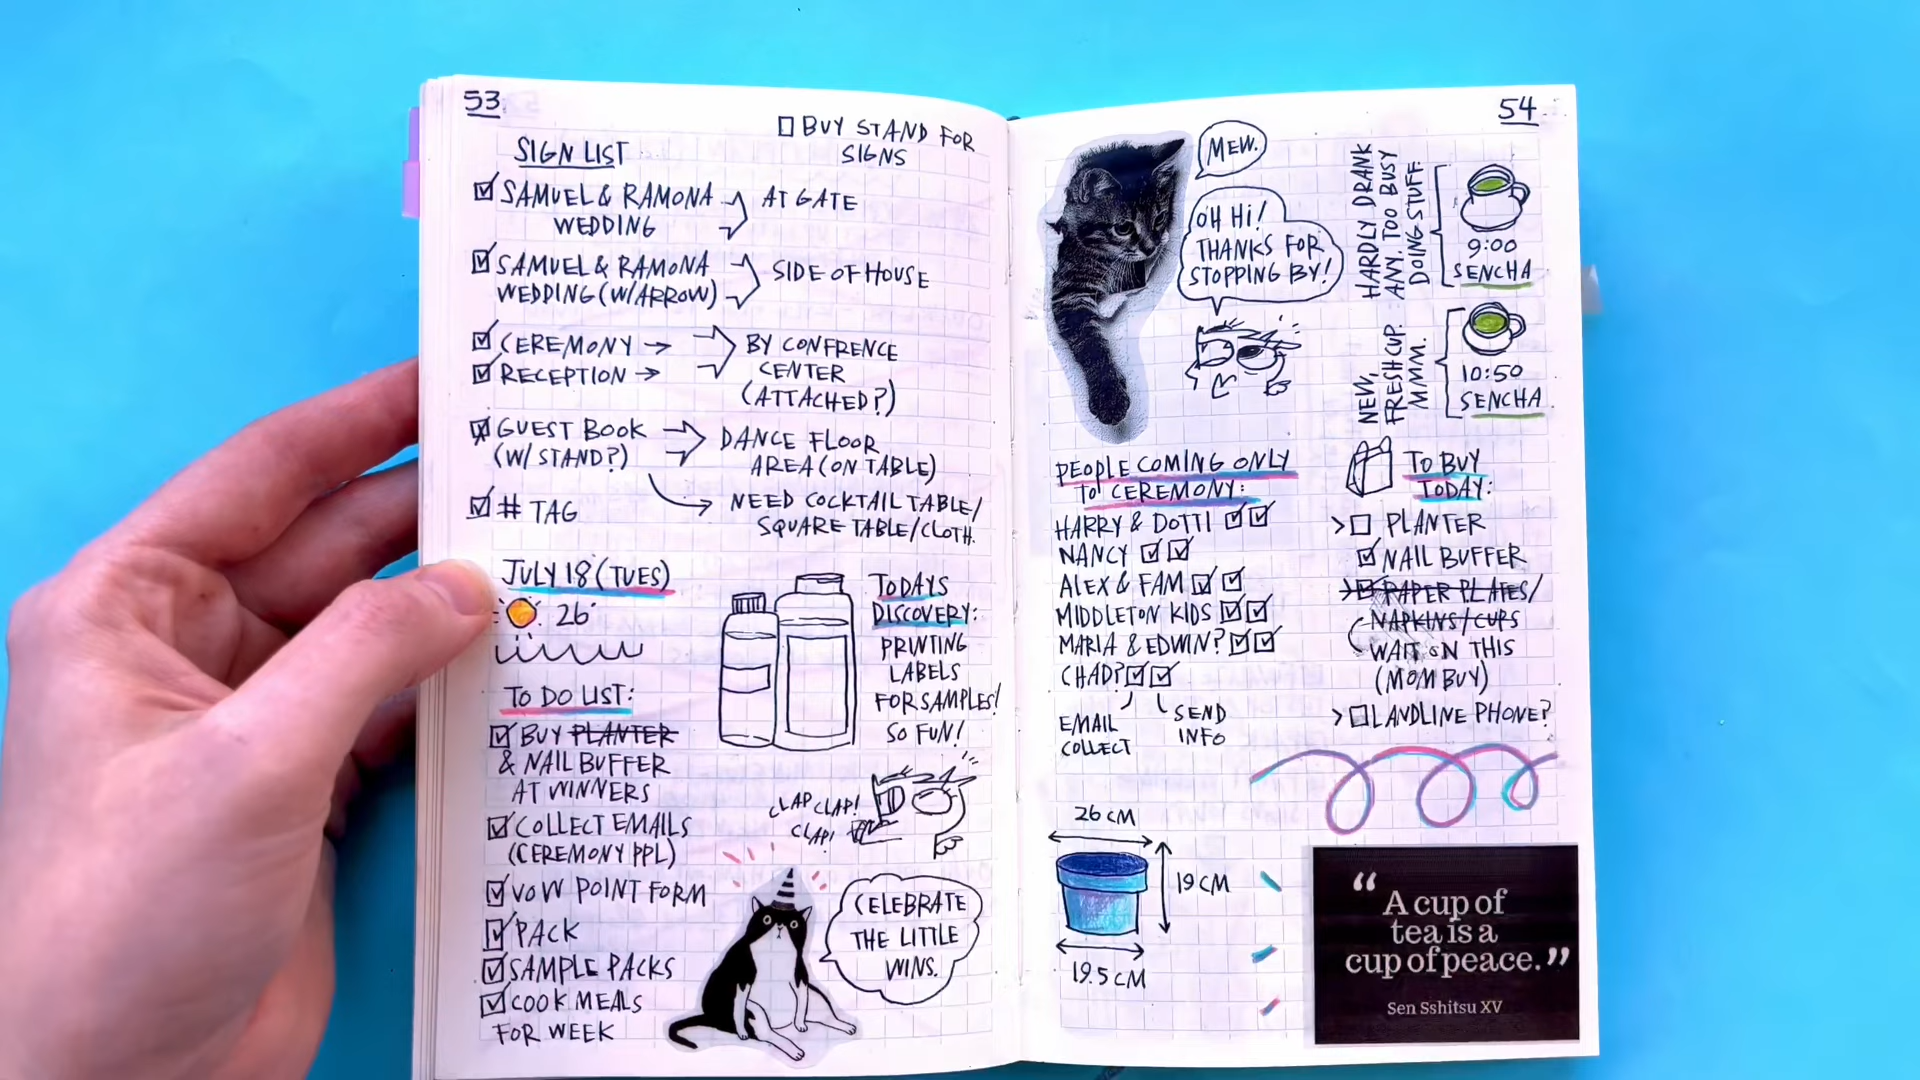 53
☐ BUY STAND FOR
SIGNS
SIGN LIST
☑ SAMUEL & RAMONA
WEDDING
AT GATE
☑ SAMUEL & RAMONA
WEDDING (W/ARROW)
SIDE OF HOUSE
☑ CEREMONY →
☑ RECEPTION →
BY CONFRENCE
CENTER
(ATTACHED?)
☑ GUEST BOOK
(W/ STAND?)
DANCE FLOOR
AREA (ON TABLE)
NEED COCKTAIL TABLE/
SQUARE TABLE/CLOTH.
☑ # TAG
JULY 18 (TUES)
26°
TO DO LIST:
☑ BUY PLANTER
& NAIL BUFFER
AT WINNERS
☑ COLLECT EMAILS
(CEREMONY PPL)
☑ VOW POINT FORM
☑ PACK
☑ SAMPLE PACKS
☑ COOK MEALS
FOR WEEK
TODAYS
DISCOVERY:
PRINTING
LABELS
FOR SAMPLES!
SO FUN!
CLAP CLAP!
CLAP!
CELEBRATE
THE LITTLE
WINS.
54
MEW.
OH HI!
THANKS FOR
STOPPING BY!
HARDLY DRANK
ANY. TOO BUSY
DOING STUFF.
9:00
SENCHA
NEW,
FRESH CUP.
MMMM.
10:50
SENCHA
PEOPLE COMING ONLY
TO CEREMONY:
HARRY & DOTTI ☑ ☑
NANCY ☑ ☑
ALEX & FAM ☑ ☑
MIDDLETON KIDS ☑ ☑
MARIA & EDWIN? ☑ ☑
CHAD? ☑ ☑
EMAIL
COLLECT
SEND
INFO
TO BUY
TODAY:
> ☐ PLANTER
☑ NAIL BUFFER
> ☑ PAPER PLATES/
NAPKINS/CUPS
WAIT ON THIS
(MOM BUY)
> ☐ LANDLINE PHONE?
26 CM
19 CM
19.5 CM
“A cup of
tea is a
cup of peace.”
Sen Sshitsu XV